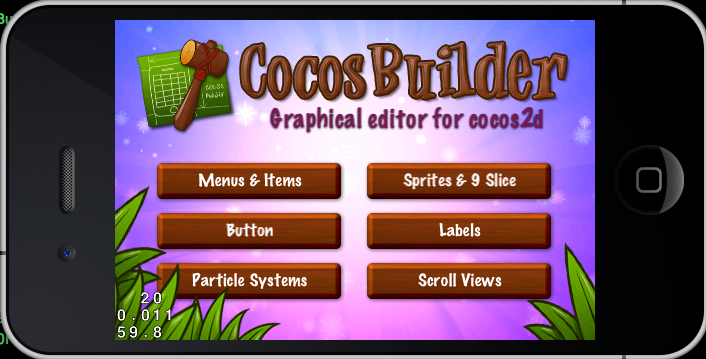 CocosBuilder
Graphical editor for cocos2d
Menus & Items
Sprites & 9 Slice
Button
Labels
Particle Systems
Scroll Views
20
0.011
59.8